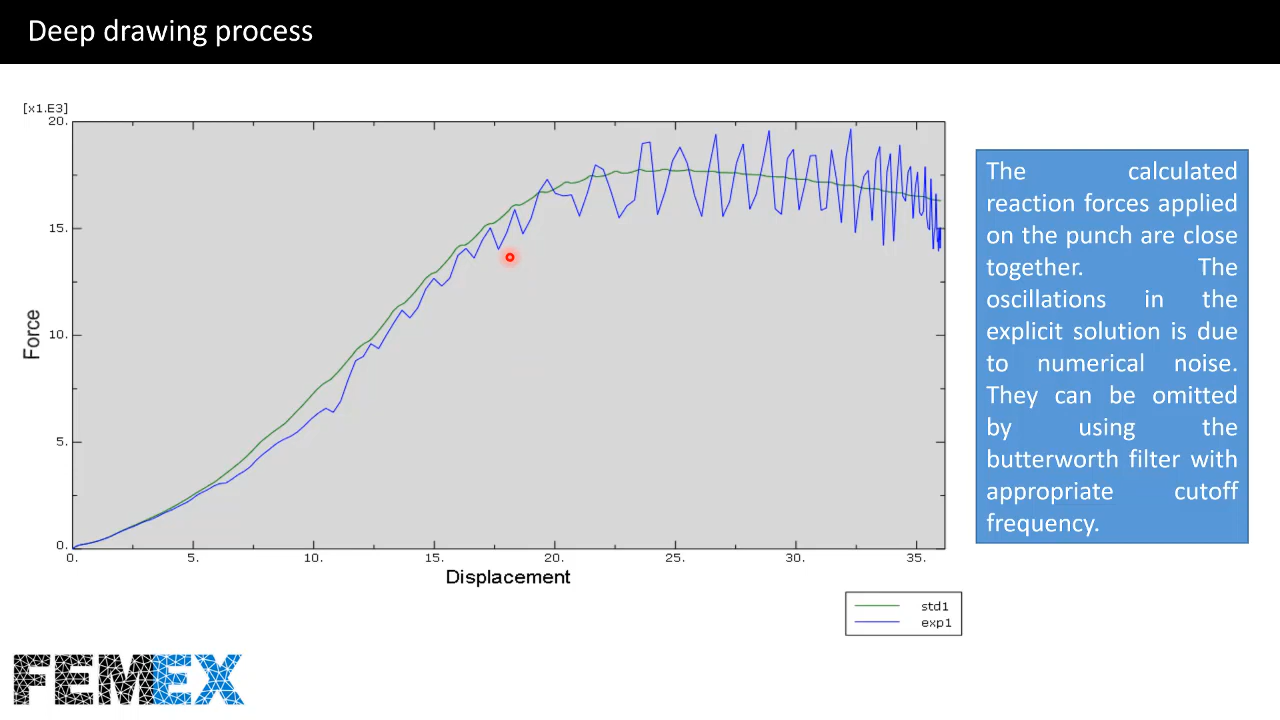 Deep drawing process
[x1.E3]
20.
15.
10.
5.
0.
Force
0. 5. 10. 15. 20. 25. 30. 35.
Displacement
std1
exp1
The calculated
reaction forces applied
on the punch are close
together. The
oscillations in the
explicit solution is due
to numerical noise.
They can be omitted
by using the
butterworth filter with
appropriate cutoff
frequency.
FEMEX